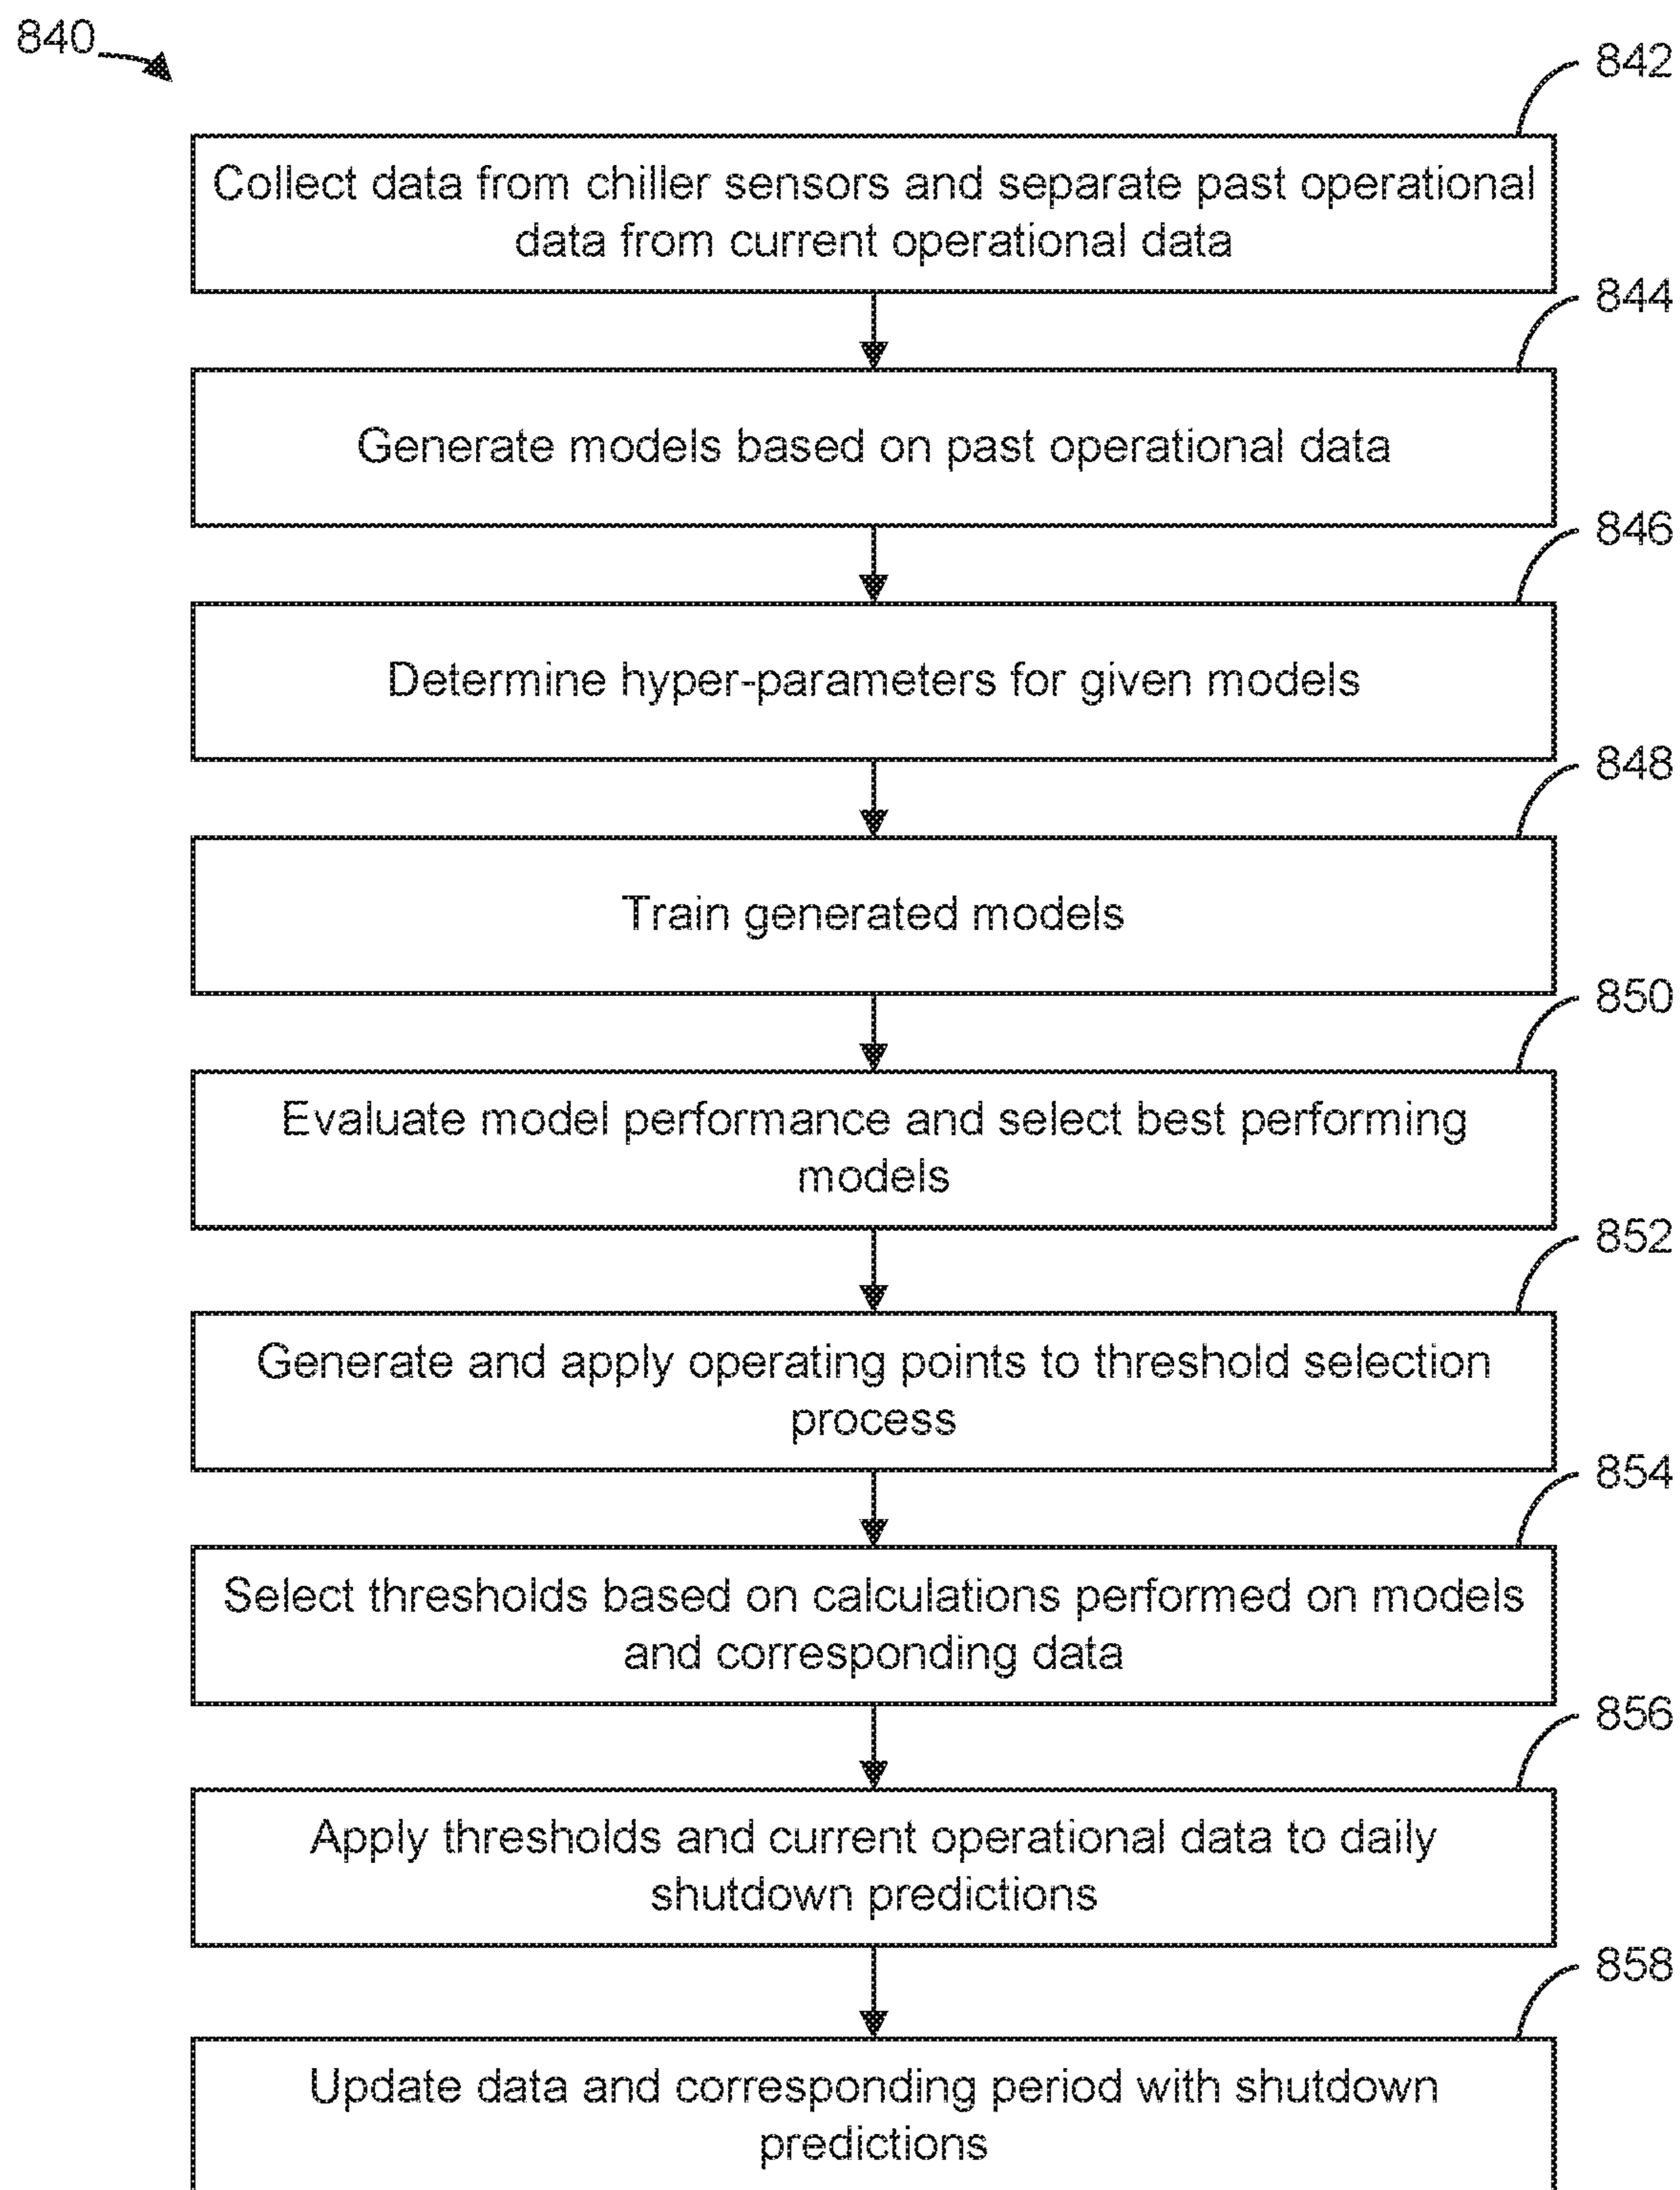 840
842
Collect data from chiller sensors and separate past operational
data from current operational data
844
Generate models based on past operational data
846
Determine hyper-parameters for given models
848
Train generated models
850
Evaluate model performance and select best performing
models
852
Generate and apply operating points to threshold selection
process
854
Select thresholds based on calculations performed on models
and corresponding data
856
Apply thresholds and current operational data to daily
shutdown predictions
858
Update data and corresponding period with shutdown
predictions